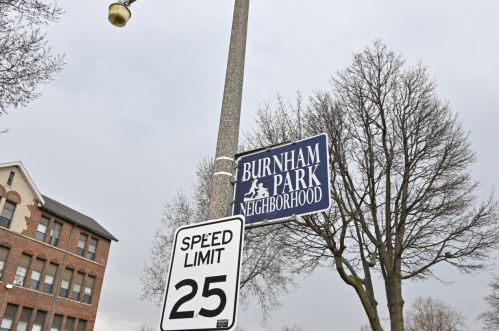 BURNHAM
PARK
NEIGHBORHOOD
SPEED
LIMIT
25